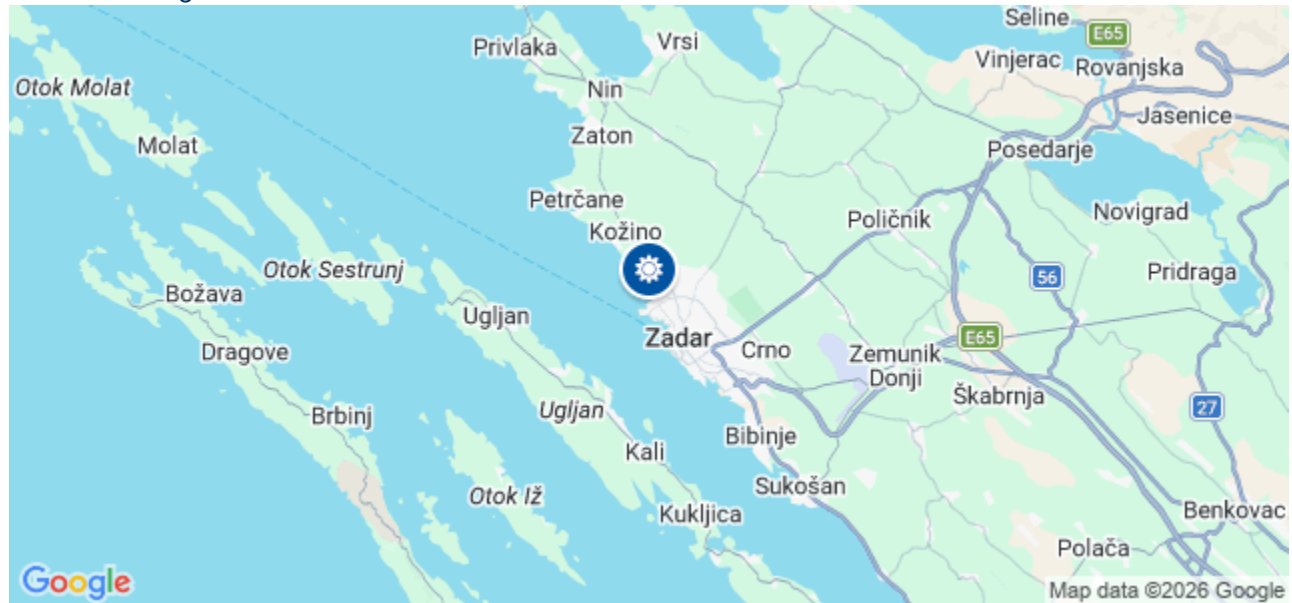 Seline
E65
Privlaka
Vrsi
Vinjerac
Rovanjska
Otok Molat
Nin
Jasenice
Zaton
Molat
Posedarje
Petrčane
Novigrad
Poličnik
Kožino
Otok Sestrunj
56
Pridraga
Božava
Ugljan
Zadar
E65
Dragove
Crno
Zemunik
Donji
Škabrnja
27
Brbinj
Ugljan
Bibinje
Kali
Otok Iž
Sukošan
Kukljica
Benkovac
Polača
Google
Map data ©2026 Google